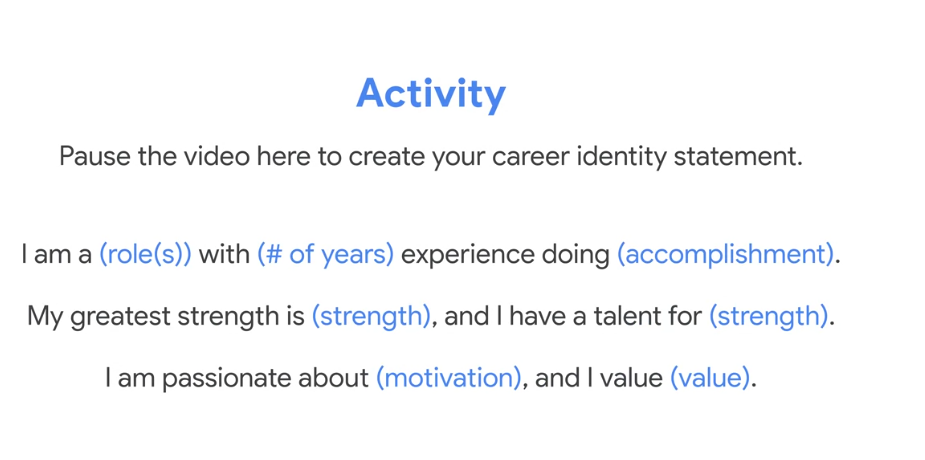 Activity
Pause the video here to create your career identity statement.
I am a (role(s)) with (# of years) experience doing (accomplishment).
My greatest strength is (strength), and I have a talent for (strength).
I am passionate about (motivation), and I value (value).